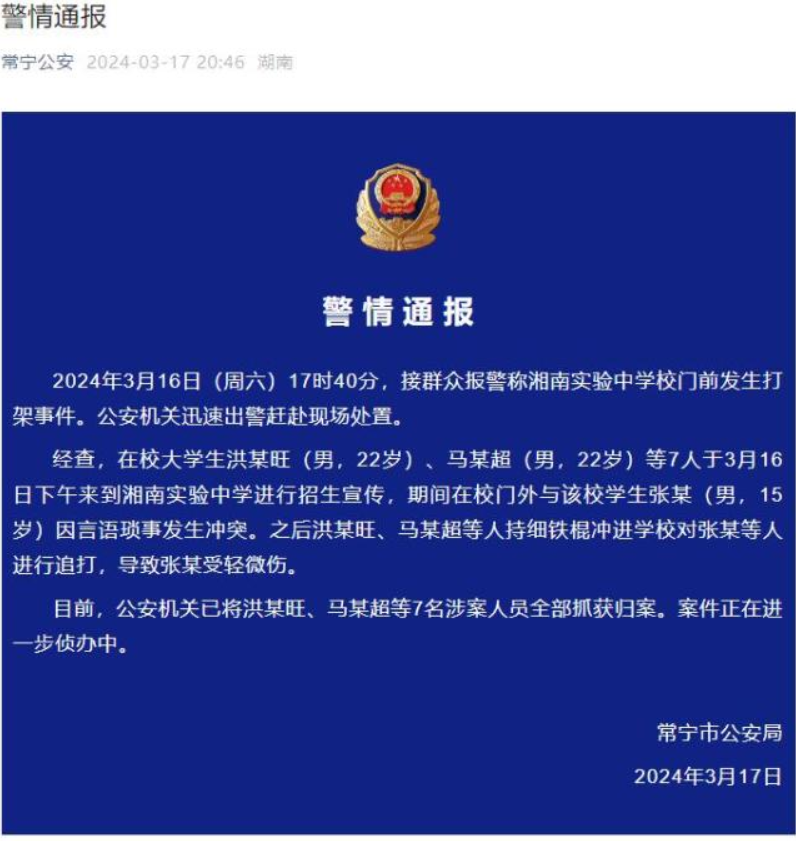 警情通报
常宁公安 2024-03-17 20:46 湖南
警情通报
2024年3月16日（周六）17时40分，接群众报警称湘南实验中学校门前发生打
架事件。公安机关迅速出警赶赴现场处置。
经查，在校大学生洪某旺（男，22岁）、马某超（男，22岁）等7人于3月16
日下午来到湘南实验中学进行招生宣传，期间在校门外与该校学生张某（男，15
岁）因言语琐事发生冲突。之后洪某旺、马某超等人持细铁棍冲进学校对张某等人
进行追打，导致张某受轻微伤。
目前，公安机关已将洪某旺、马某超等7名涉案人员全部抓获归案。案件正在进
一步侦办中。
常宁市公安局
2024年3月17日